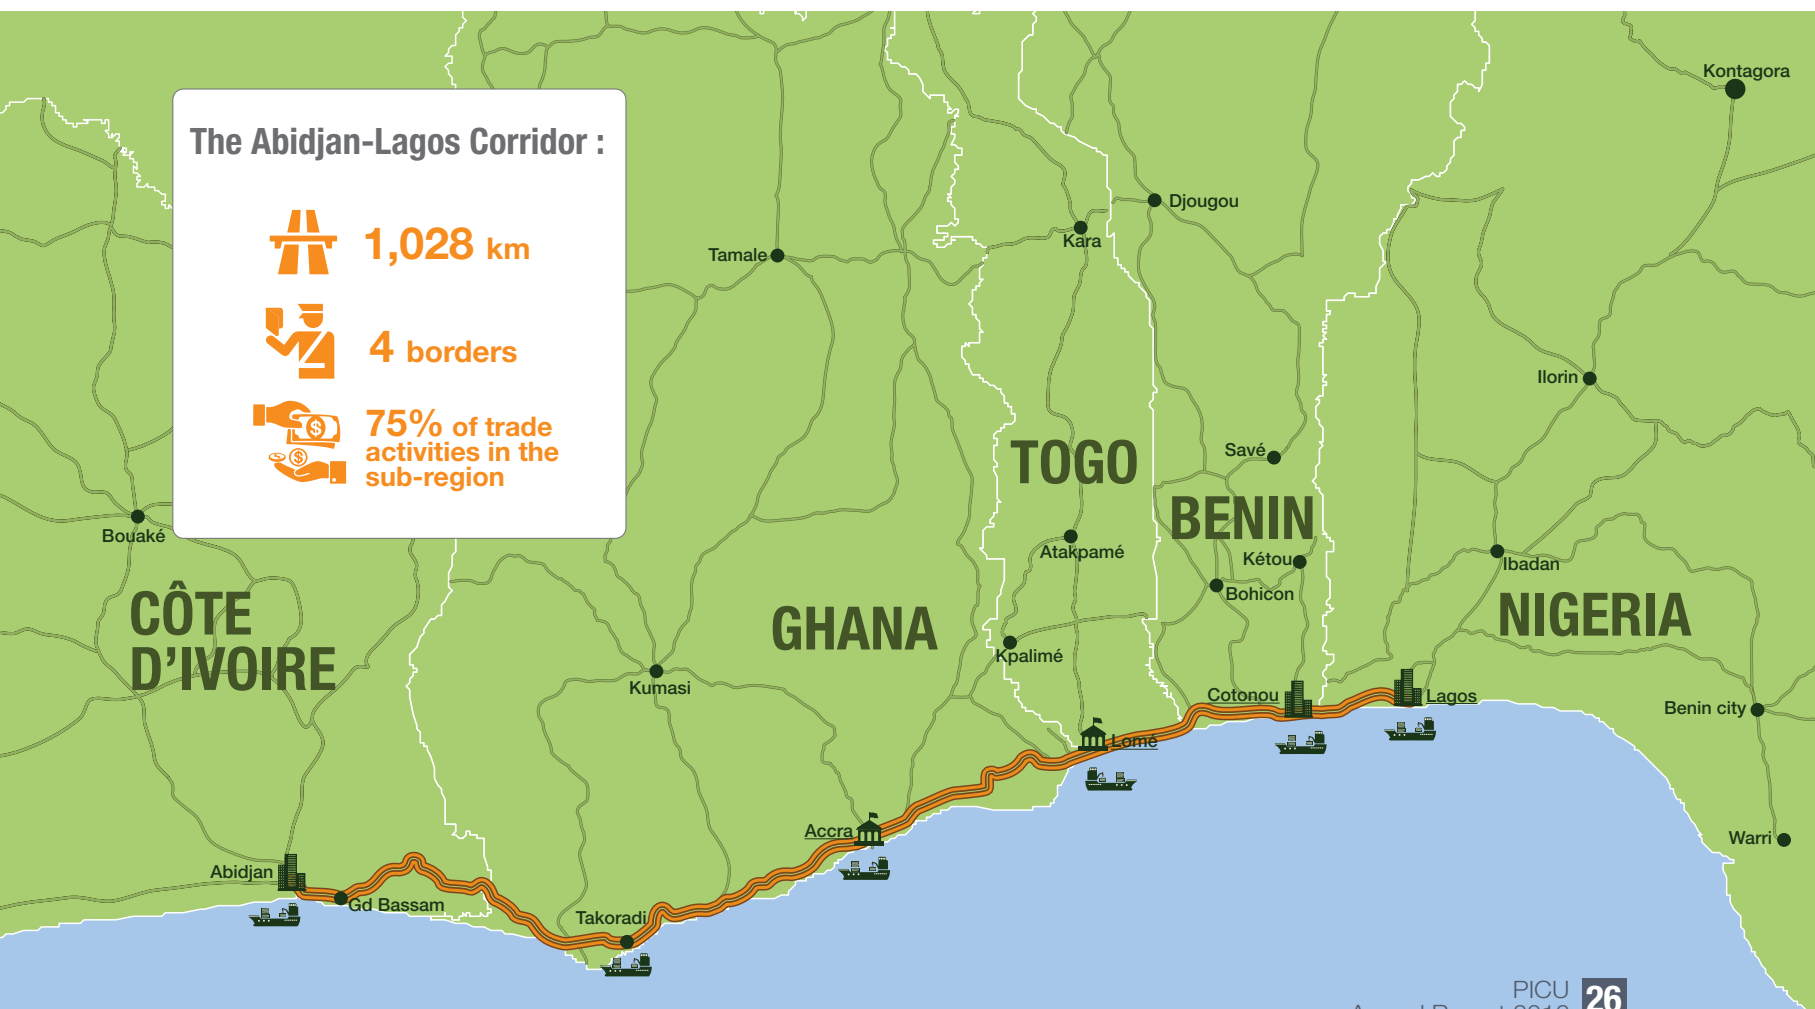 The Abidjan-Lagos Corridor :
1,028 km
4 borders
75% of trade
activities in the
sub-region
Kontagora
Djougou
Kara
Tamale
Ilorin
TOGO
Savé
BENIN
Bouaké
Atakpamé
Kétou
Ibadan
Bohicon
CÔTE
D'IVOIRE
GHANA
NIGERIA
Kpalimé
Kumasi
Cotonou
Lagos
Benin city
Lomé
Accra
Warri
Abidjan
Gd Bassam
Takoradi
PICU
26